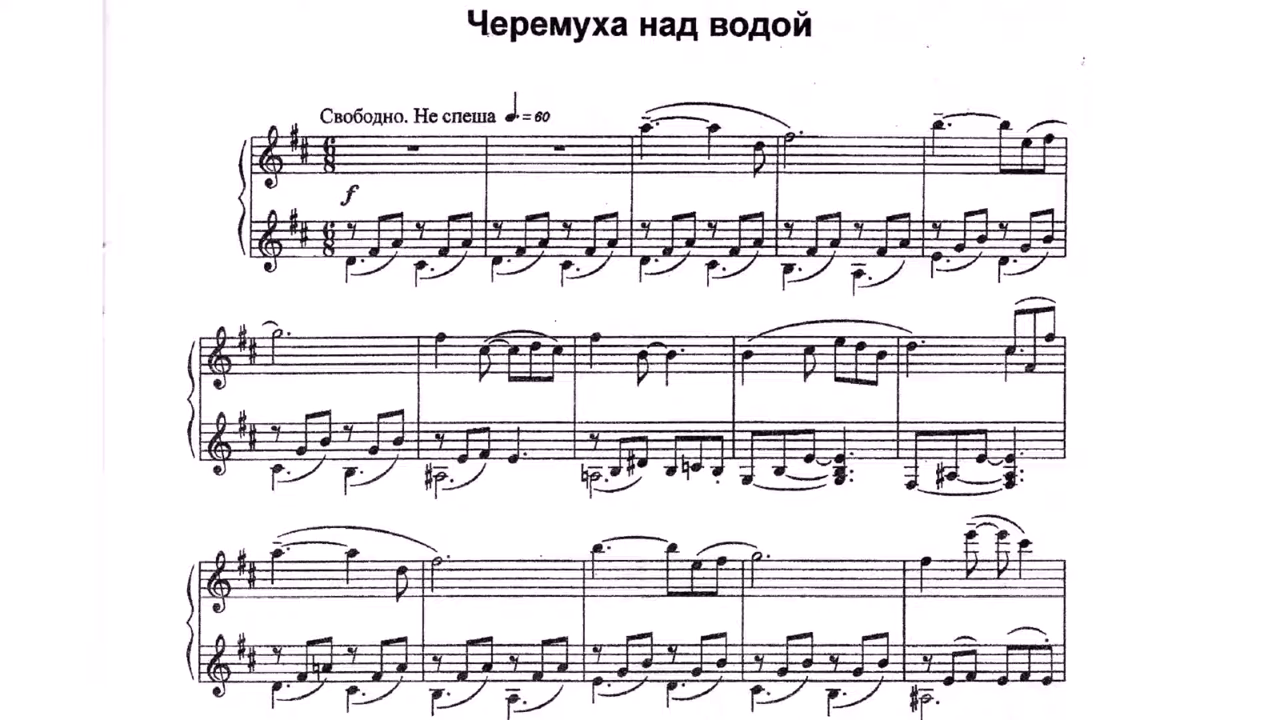 Черемуха над водой
Свободно. Не спеша ♩.=60
f